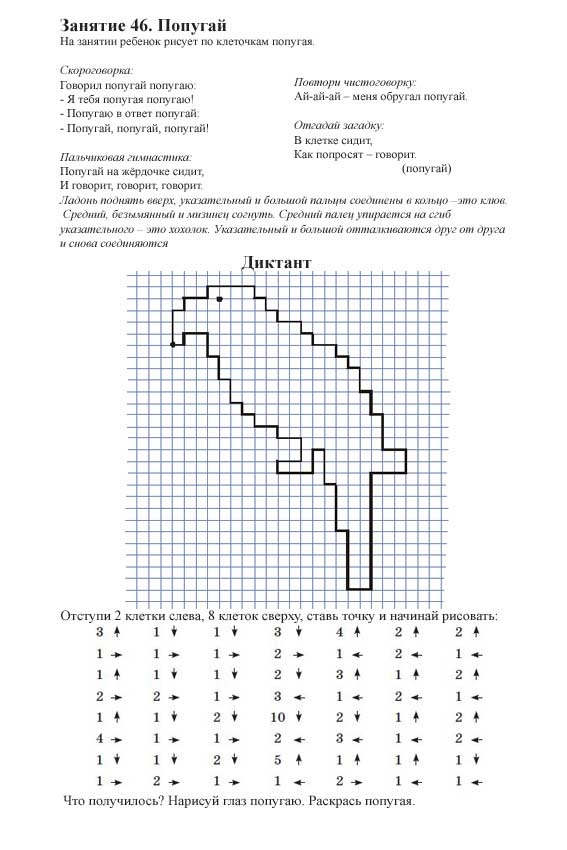 Занятие 46. Попугай
На занятии ребенок рисует по клеточкам попугая.
Скороговорка:
Говорил попугай попугаю:
- Я тебя попугая попугаю!
- Попугаю в ответ попугай:
- Попугай, попугай, попугай!
Пальчиковая гимнастика:
Попугай на жёрдочке сидит,
И говорит, говорит, говорит.
Повтори чистоговорку:
Ай-ай-ай – меня обругал попугай.
Отгадай загадку:
В клетке сидит,
Как попросят – говорит.
(попугай)
Ладонь поднять вверх, указательный и большой пальцы соединены в кольцо –это клюв.
Средний, безымянный и мизинец согнуть. Средний палец упирается на сгиб
указательного – это хохолок. Указательный и большой отталкиваются друг от друга
и снова соединяются
Диктант
Отступи 2 клетки слева, 8 клеток сверху, ставь точку и начинай рисовать:
3 ↑ 1 ↓ 1 ↓ 3 ↓ 4 ↑ 2 ↑ 2 ↑
1 → 1 → 1 → 2 → 1 ← 2 ← 1 ←
1 ↑ 1 ↓ 1 ↓ 2 ↓ 3 ↑ 1 ↑ 2 ↑
2 → 2 → 1 → 3 ← 1 ← 2 ← 1 ←
1 ↑ 1 ↓ 2 ↓ 10 ↓ 2 ↓ 1 ↑ 2 ↑
4 → 1 → 1 → 2 ← 3 ← 1 ← 2 ←
1 ↓ 1 ↓ 2 ↓ 5 ↑ 1 ↑ 1 ↑ 1 ↓
1 → 2 → 1 → 1 ← 2 → 1 ← 1 ←
Что получилось? Нарисуй глаз попугаю. Раскрась попугая.